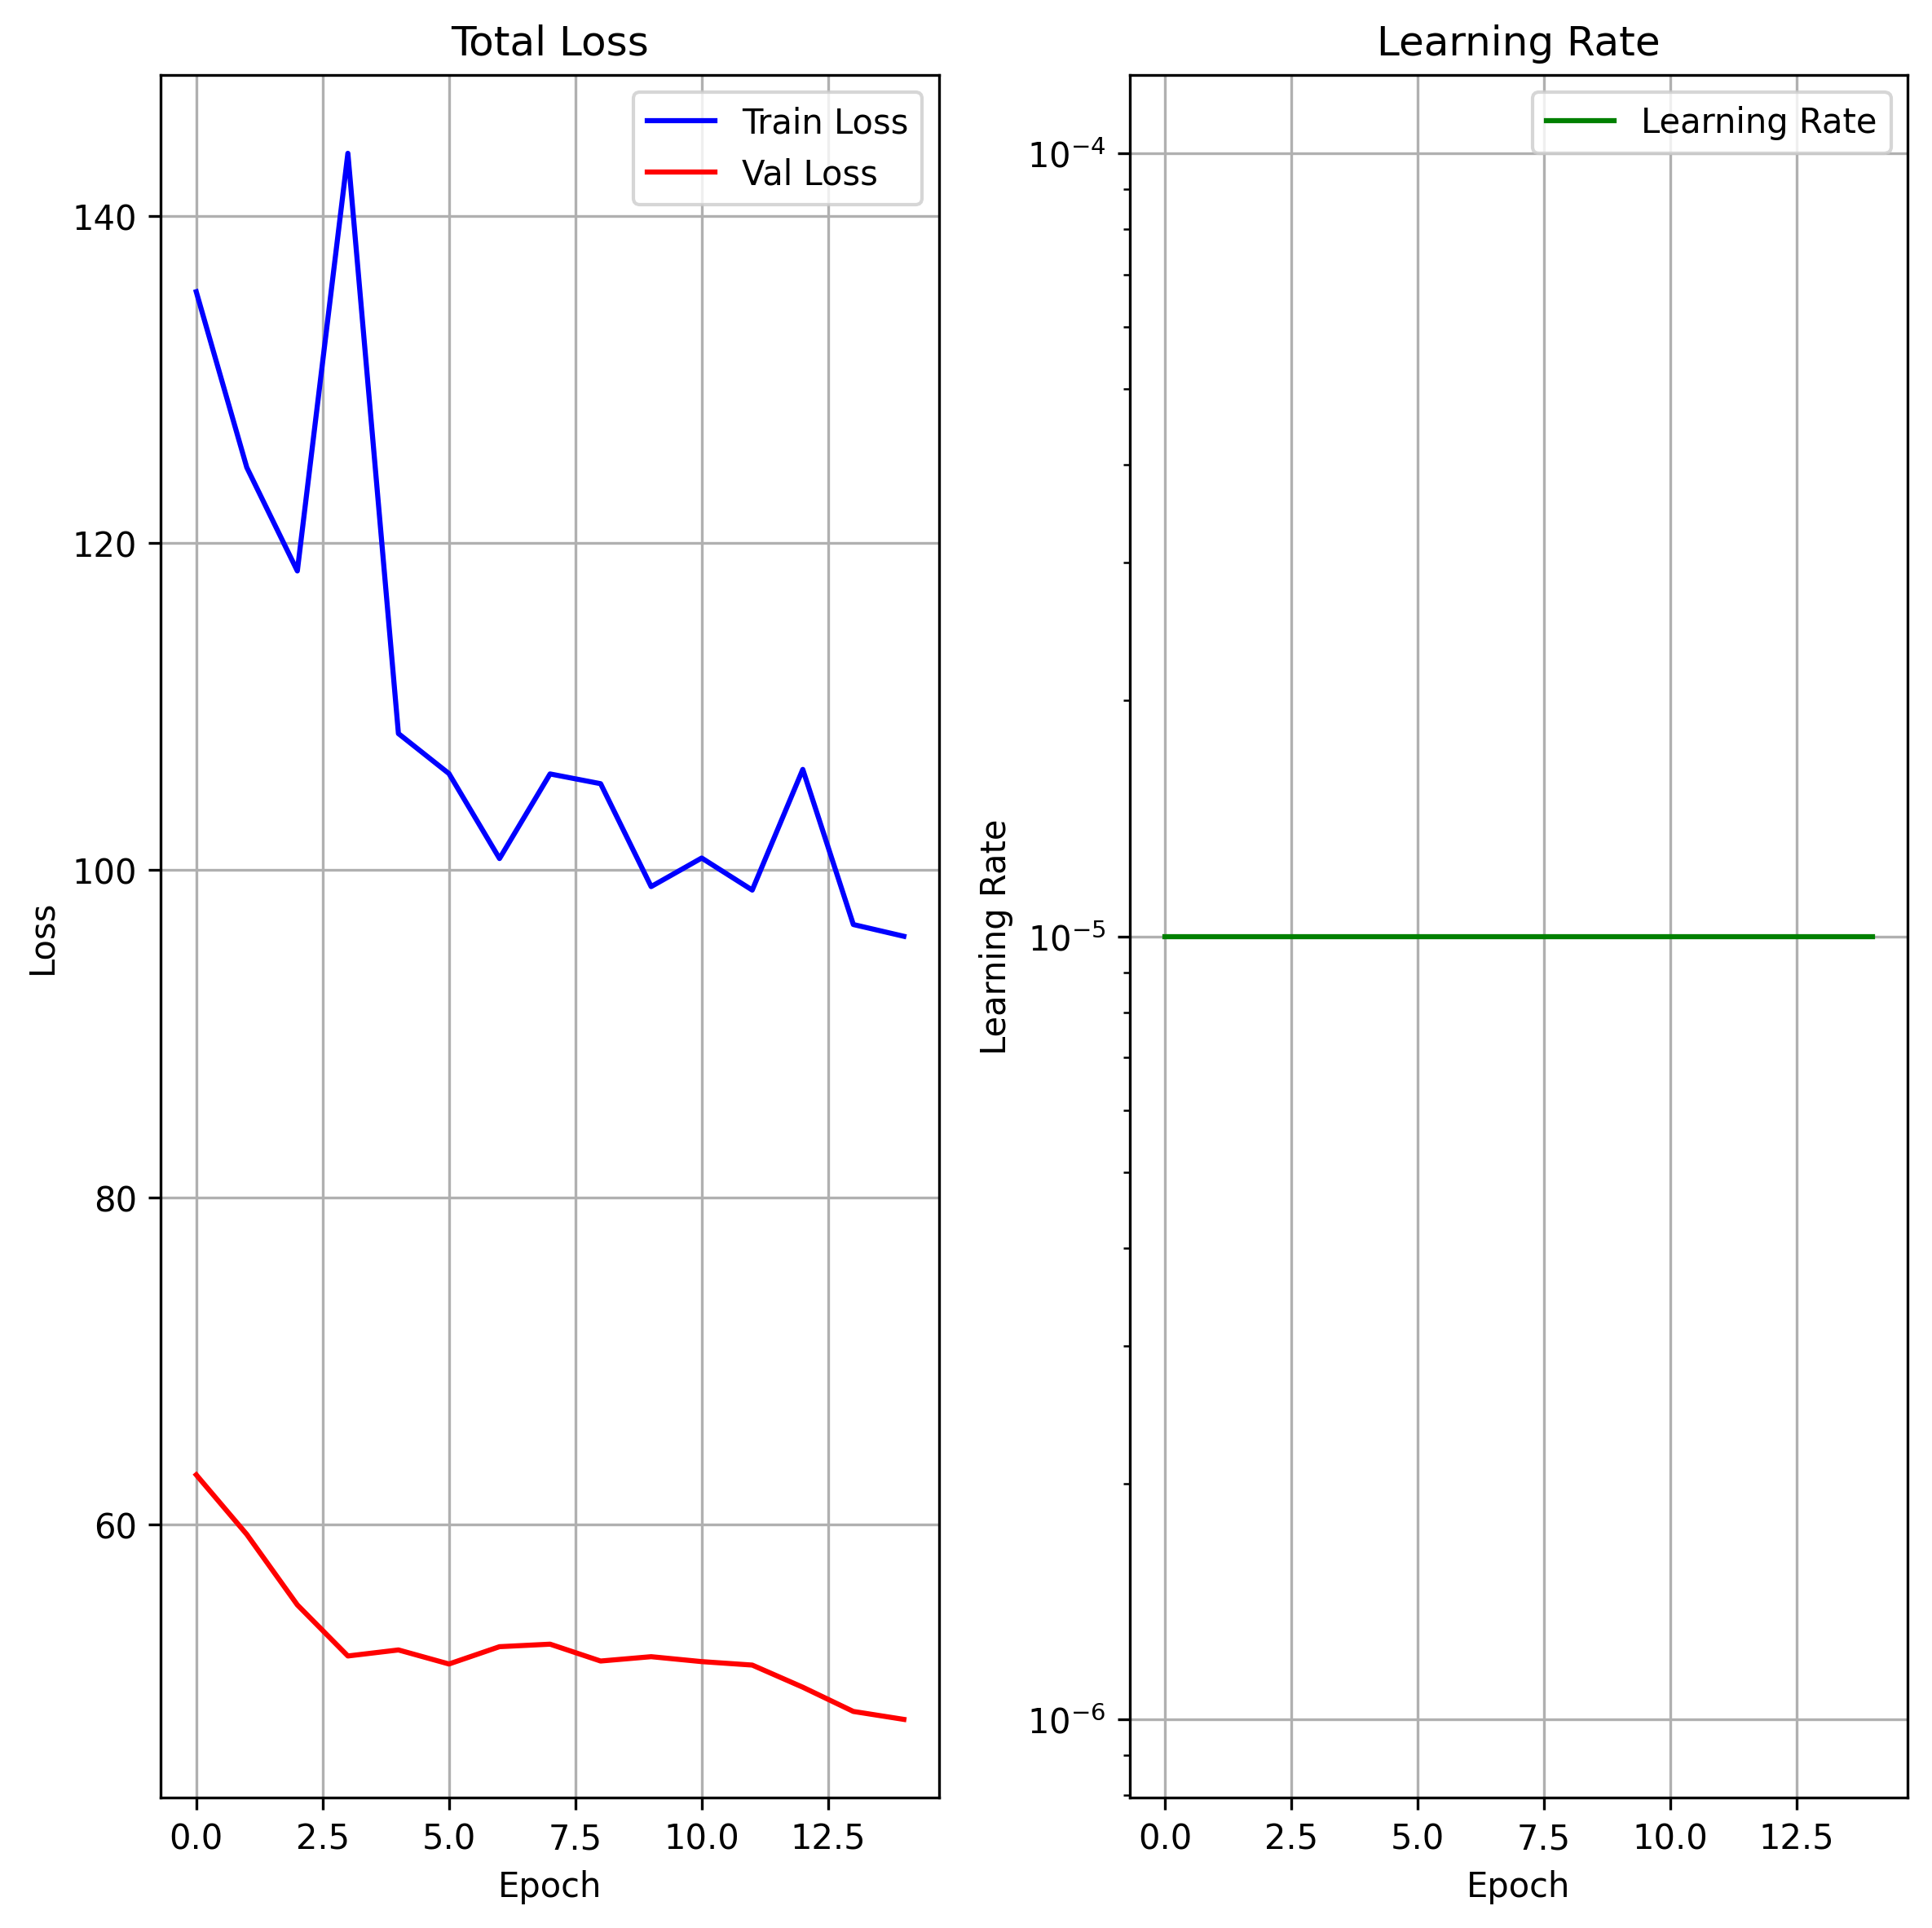 Total Loss
Train Loss
Val Loss
140
120
100
80
60
Loss
0.0 2.5 5.0 7.5 10.0 12.5
Epoch
Learning Rate
Learning Rate
10⁻⁴
10⁻⁵
10⁻⁶
Learning Rate
0.0 2.5 5.0 7.5 10.0 12.5
Epoch